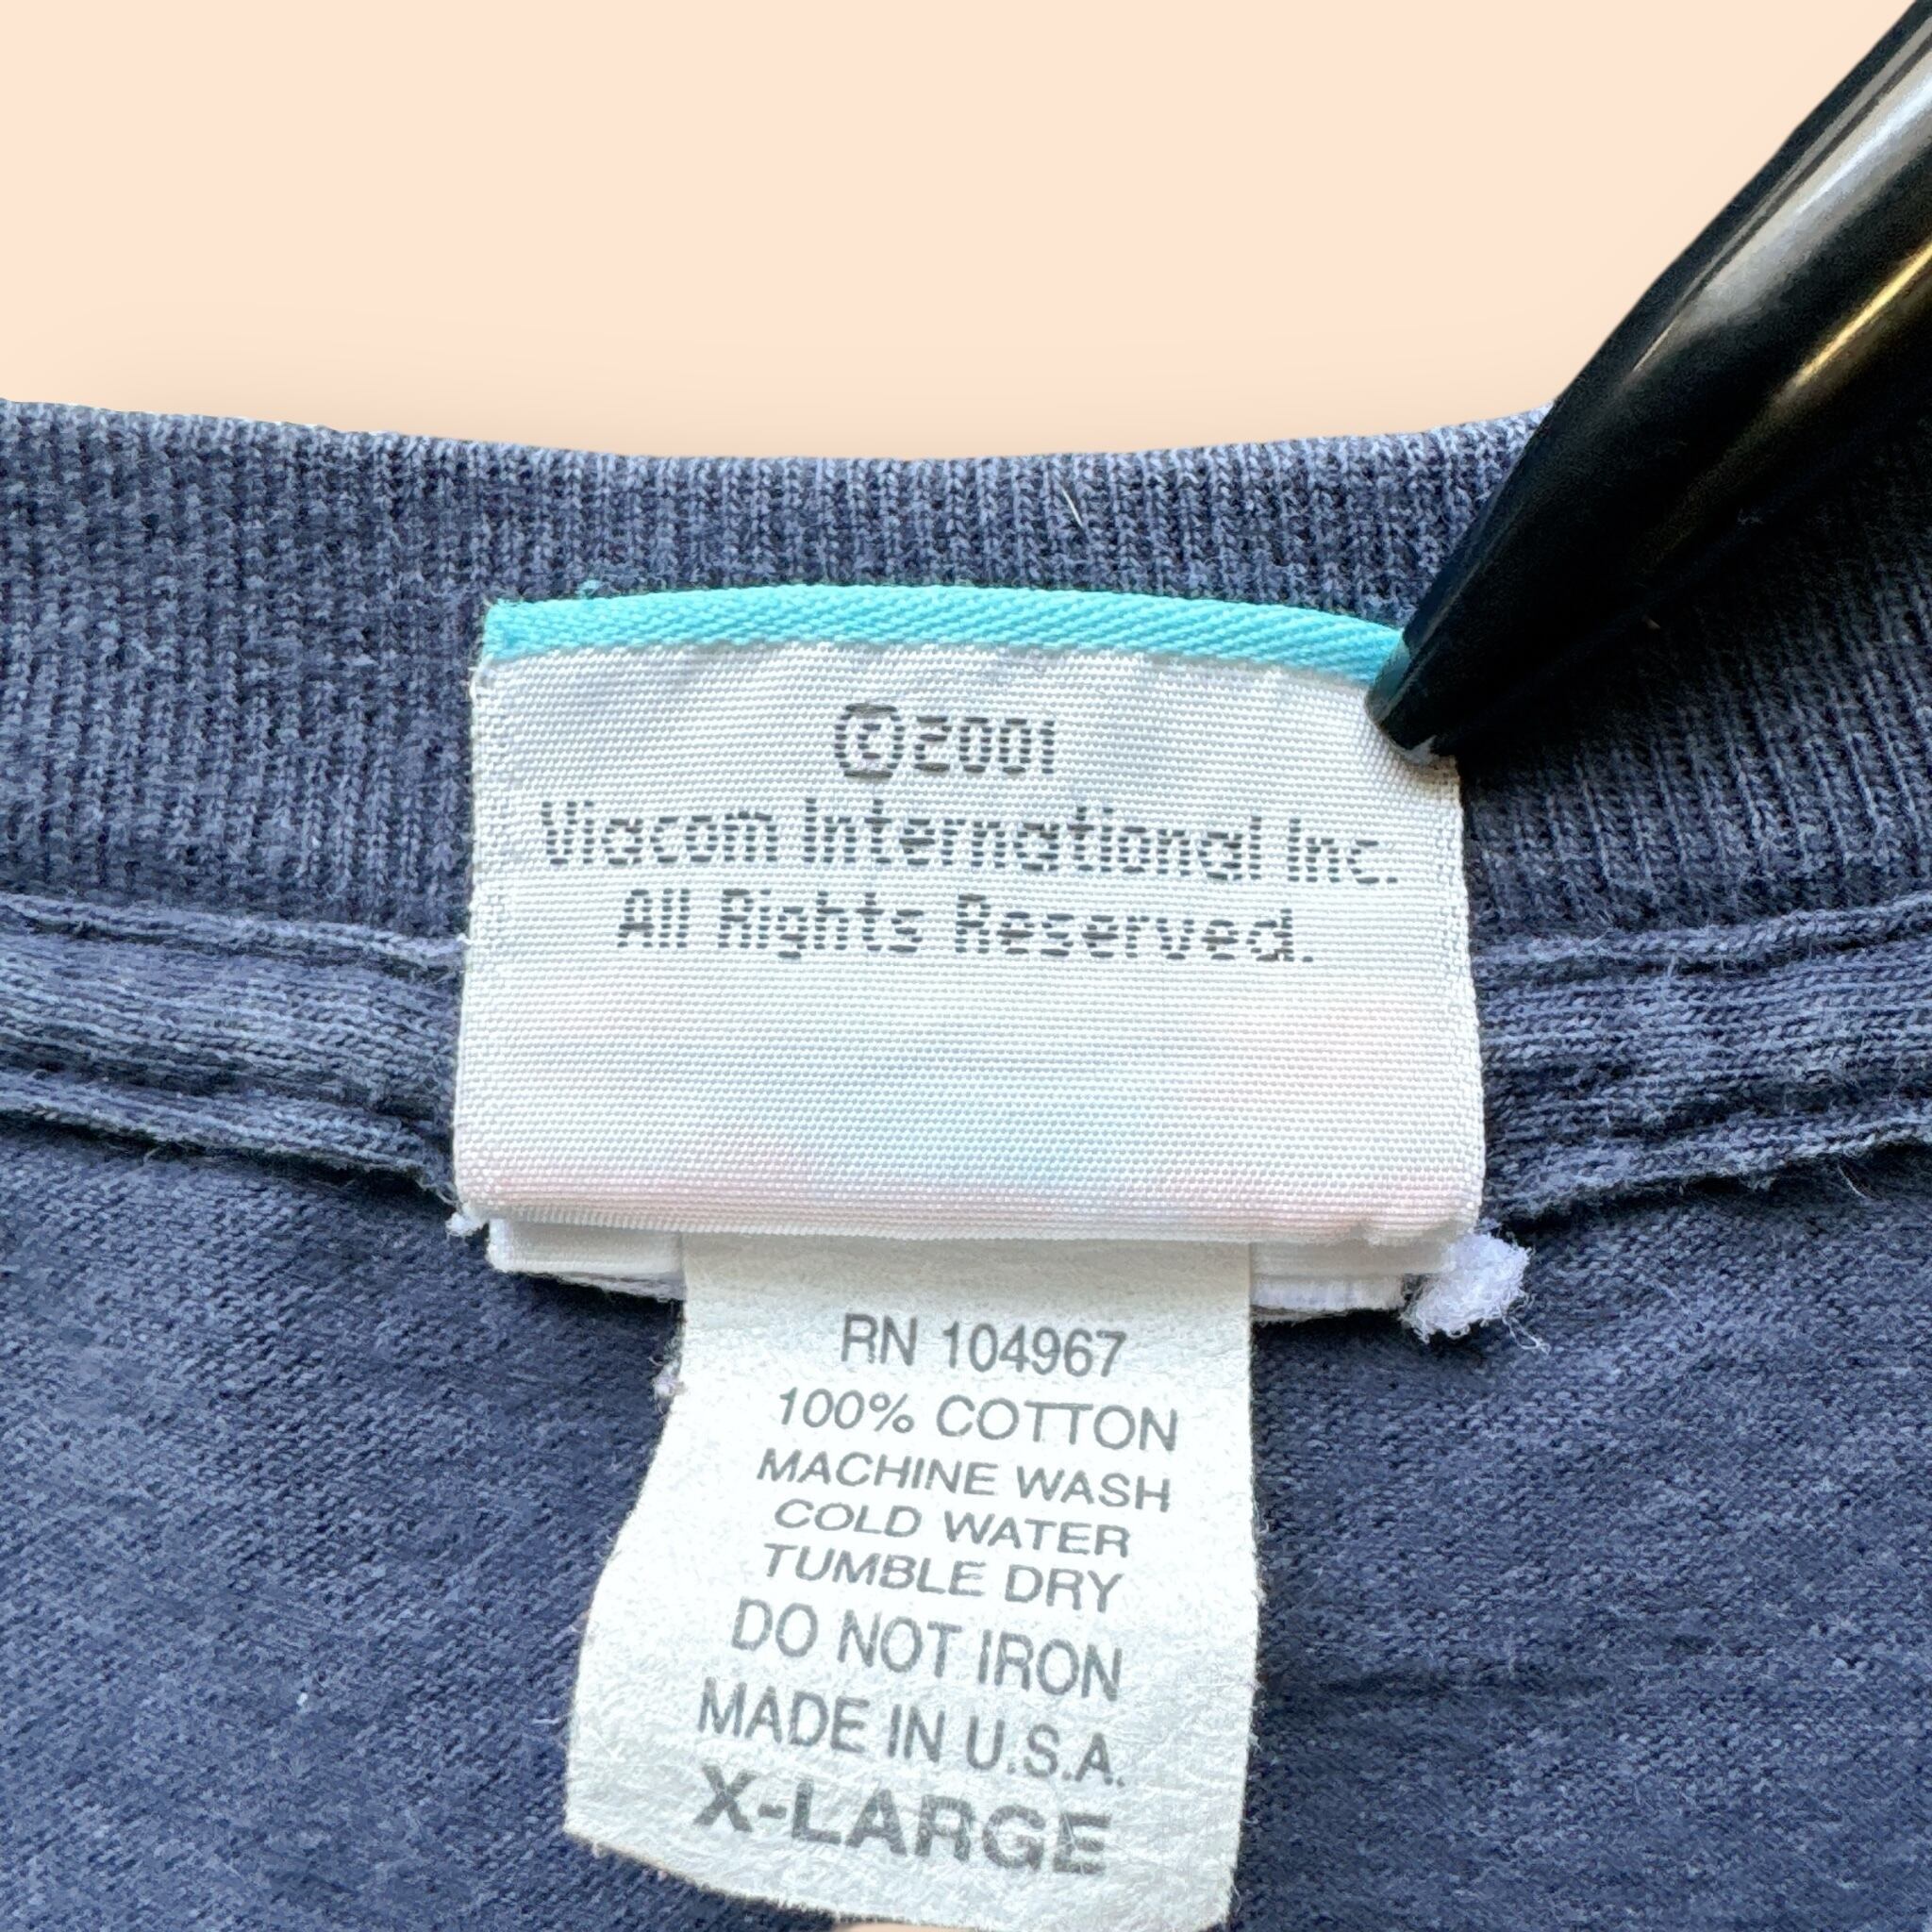 ©2001
Viacom International Inc.
All Rights Reserved.
RN 104967
100% COTTON
MACHINE WASH
COLD WATER
TUMBLE DRY
DO NOT IRON
MADE IN U.S.A.
X-LARGE